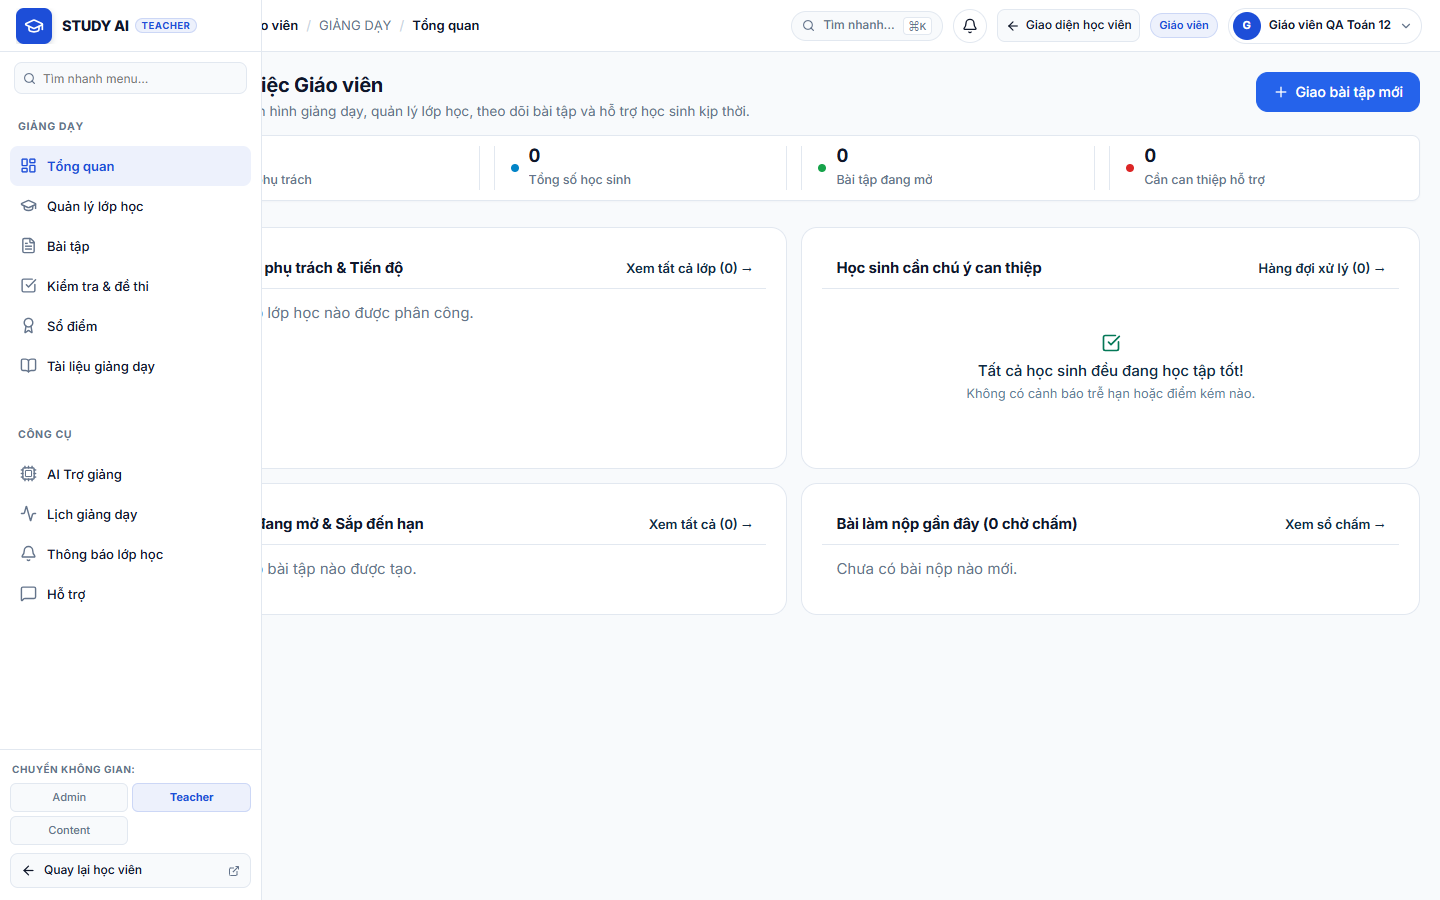 STUDY AI TEACHER
o viên / GIẢNG DẠY / Tổng quan
Tìm nhanh... ⌘K
← Giao diện học viên
Giáo viên
G Giáo viên QA Toán 12
Tìm nhanh menu...
GIẢNG DẠY
Tổng quan
Quản lý lớp học
Bài tập
Kiểm tra & đề thi
Sổ điểm
Tài liệu giảng dạy
CÔNG CỤ
AI Trợ giảng
Lịch giảng dạy
Thông báo lớp học
Hỗ trợ
CHUYỂN KHÔNG GIAN:
Admin
Teacher
Content
← Quay lại học viên
iệc Giáo viên
hình giảng dạy, quản lý lớp học, theo dõi bài tập và hỗ trợ học sinh kịp thời.
+ Giao bài tập mới
phụ trách
0
Tổng số học sinh
0
Bài tập đang mở
0
Cần can thiệp hỗ trợ
phụ trách & Tiến độ
Xem tất cả lớp (0) →
lớp học nào được phân công.
Học sinh cần chú ý can thiệp
Hàng đợi xử lý (0) →
Tất cả học sinh đều đang học tập tốt!
Không có cảnh báo trễ hạn hoặc điểm kém nào.
đang mở & Sắp đến hạn
Xem tất cả (0) →
bài tập nào được tạo.
Bài làm nộp gần đây (0 chờ chấm)
Xem sổ chấm →
Chưa có bài nộp nào mới.